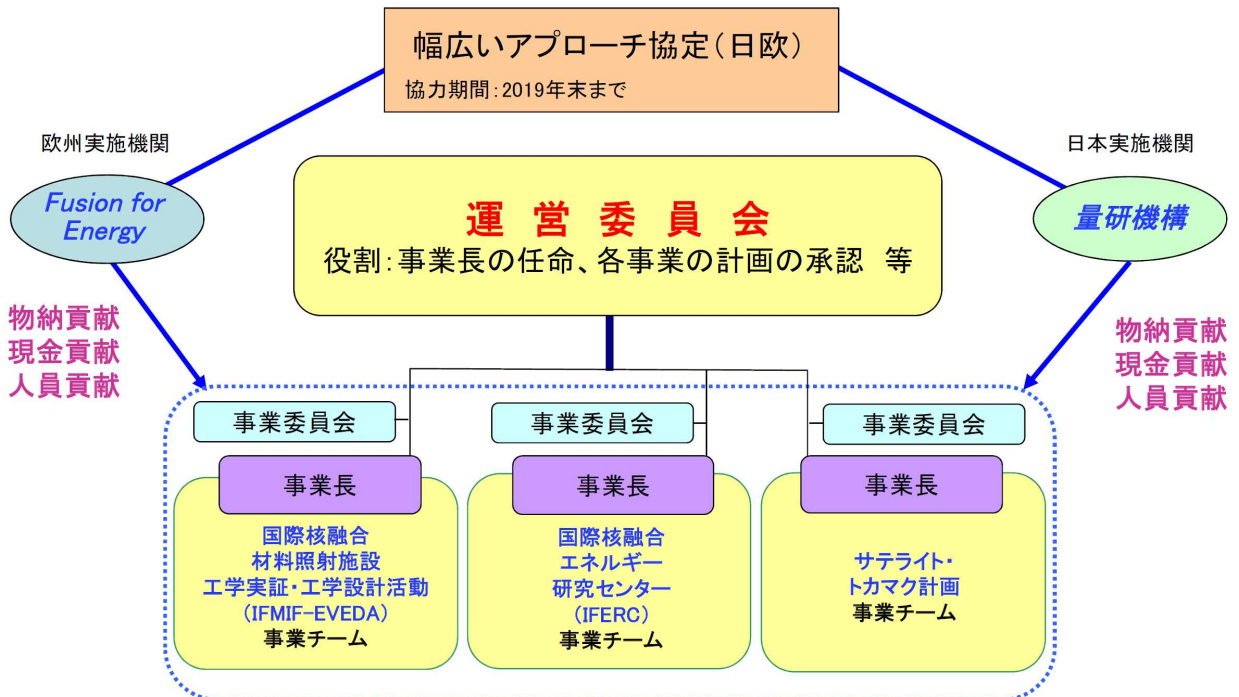 幅広いアプローチ協定（日欧）
協力期間：2019年末まで
欧州実施機関
Fusion for
Energy
日本実施機関
量研機構
運 営 委 員 会
役割：事業長の任命、各事業の計画の承認 等
物納貢献
現金貢献
人員貢献
物納貢献
現金貢献
人員貢献
事業委員会
事業長
国際核融合
材料照射施設
工学実証・工学設計活動
(IFMIF-EVEDA)
事業チーム
事業委員会
事業長
国際核融合
エネルギー
研究センター
(IFERC)
事業チーム
事業委員会
事業長
サテライト・
トカマク計画
事業チーム